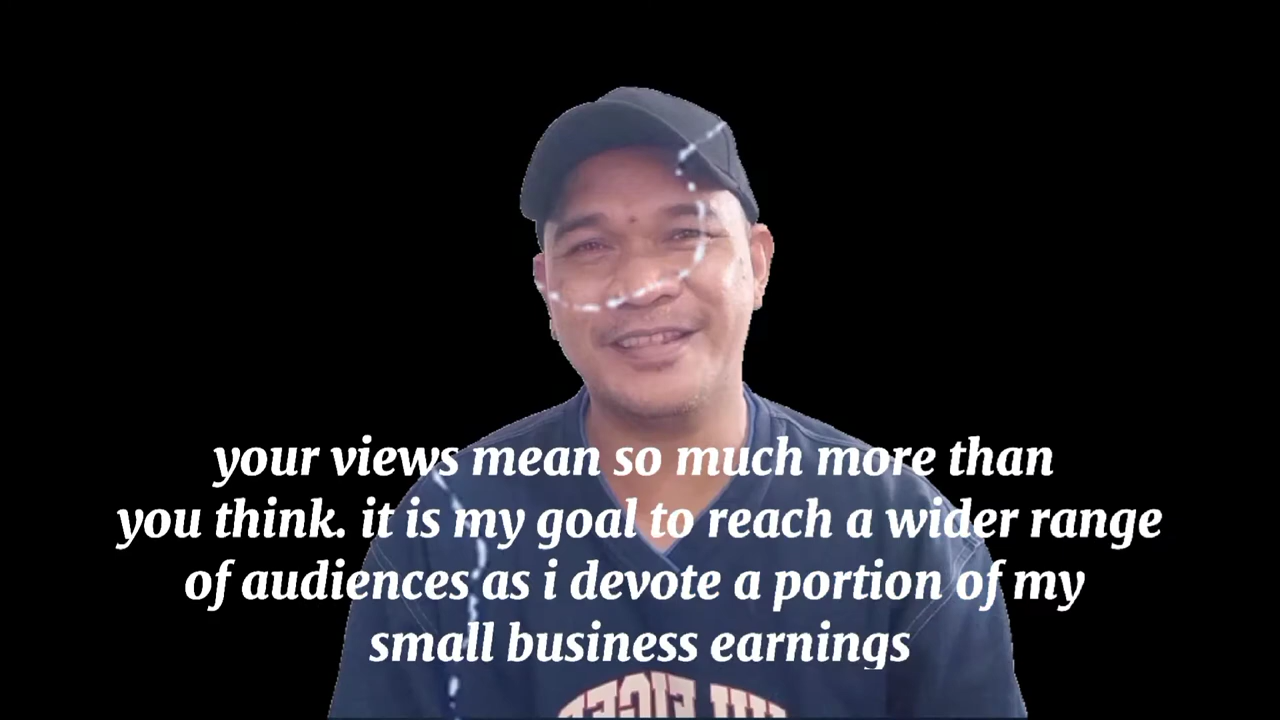 your views mean so much more than
you think. it is my goal to reach a wider range
of audiences as i devote a portion of my
small business earnings